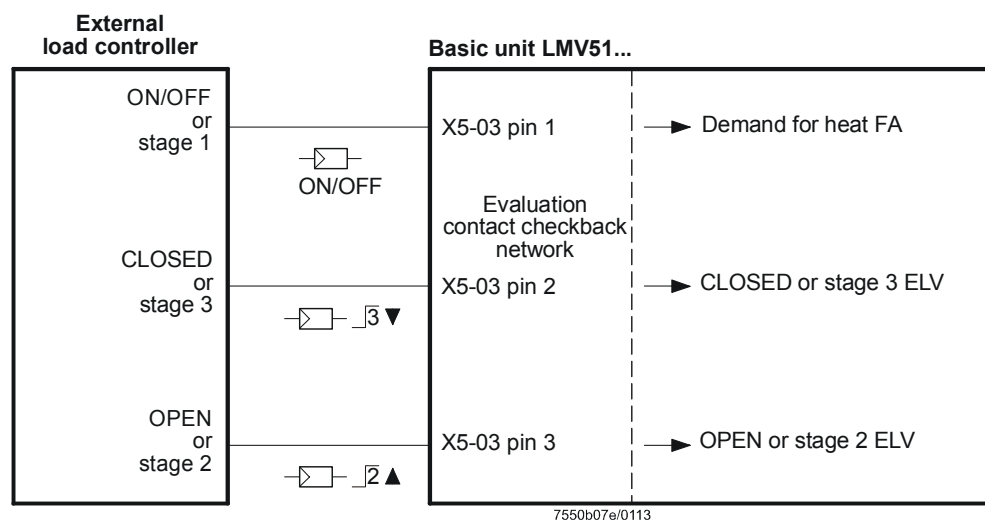 External
load controller
Basic unit LMV51...
ON/OFF
or
stage 1
X5-03 pin 1
Demand for heat FA
ON/OFF
Evaluation
contact checkback
network
CLOSED
or
stage 3
X5-03 pin 2
CLOSED or stage 3 ELV
3
OPEN
or
stage 2
X5-03 pin 3
OPEN or stage 2 ELV
2
7550b07e/0113